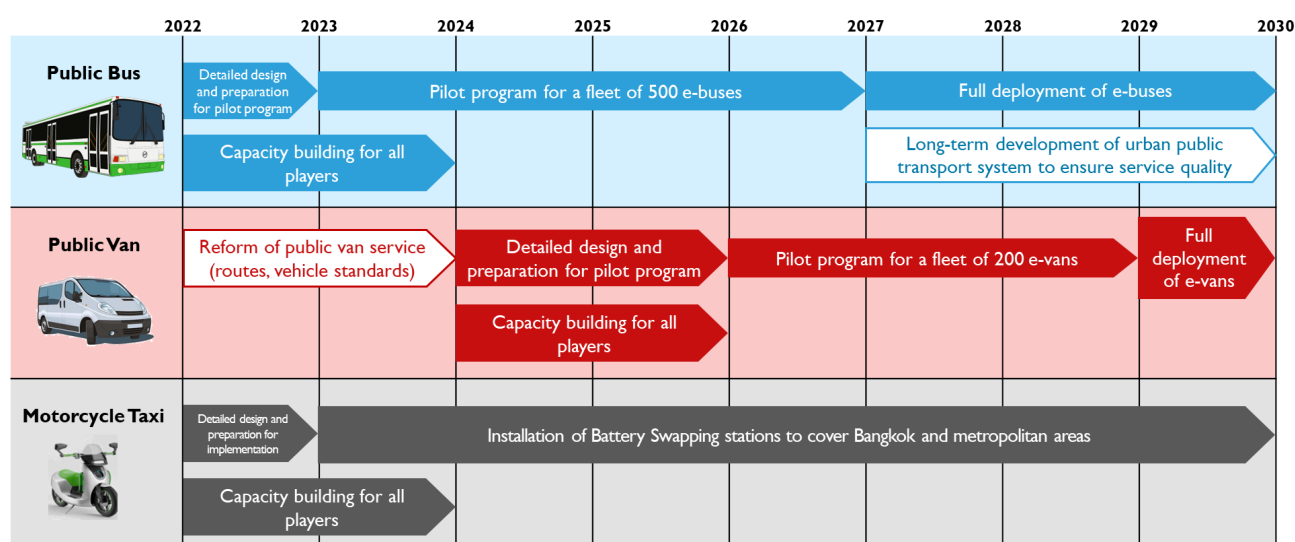 2022 2023 2024 2025 2026 2027 2028 2029 2030
Public Bus
Detailed design
and preparation
for pilot program
Pilot program for a fleet of 500 e-buses
Full deployment of e-buses
Capacity building for all
players
Long-term development of urban public
transport system to ensure service quality
Public Van
Reform of public van service
(routes, vehicle standards)
Detailed design and
preparation for pilot program
Pilot program for a fleet of 200 e-vans
Full
deployment
of e-vans
Capacity building for all
players
Motorcycle Taxi
Detailed design and
preparation for
implementation
Installation of Battery Swapping stations to cover Bangkok and metropolitan areas
Capacity building for all
players